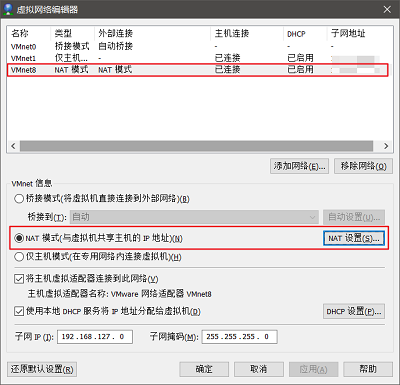 虚拟网络编辑器
名称 类型 外部连接 主机连接 DHCP 子网地址
VMnet0 桥接模式 自动桥接 - - -
VMnet1 仅主机... - 已连接 已启用
VMnet8 NAT 模式 NAT 模式 已连接 已启用
添加网络(E)... 移除网络(O)
VMnet 信息
桥接模式(将虚拟机直接连接到外部网络)(B)
桥接到(T): 自动 自动设置(U)...
NAT 模式(与虚拟机共享主机的 IP 地址)(N) NAT 设置(S)...
仅主机模式(在专用网络内连接虚拟机)(H)
将主机虚拟适配器连接到此网络(V)
主机虚拟适配器名称: VMware 网络适配器 VMnet8
使用本地 DHCP 服务将 IP 地址分配给虚拟机(D) DHCP 设置(P)...
子网 IP (I): 192.168.127. 0 子网掩码(M): 255.255.255. 0
还原默认设置(R) 确定 取消 应用(A) 帮助